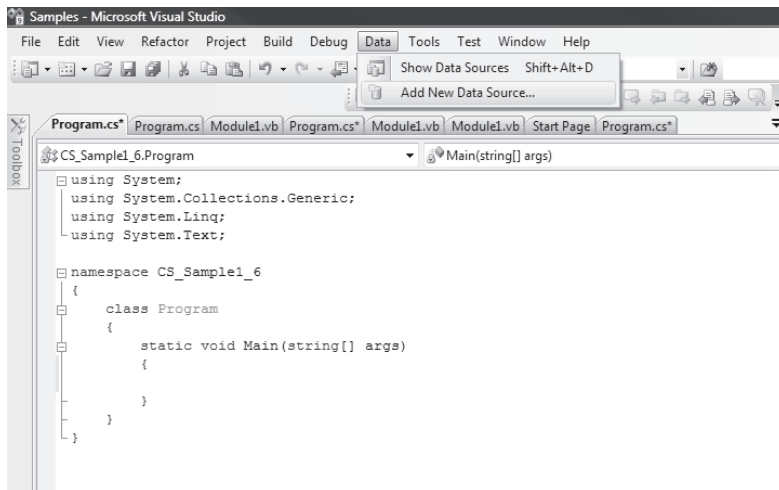 Samples - Microsoft Visual Studio
File Edit View Refactor Project Build Debug Data Tools Test Window Help
Show Data Sources Shift+Alt+D
Add New Data Source...
Program.cs* Program.cs Module1.vb Program.cs* Module1.vb Module1.vb Start Page Program.cs*
Toolbox
CS_Sample1_6.Program Main(string[] args)
using System;
using System.Collections.Generic;
using System.Linq;
using System.Text;
namespace CS_Sample1_6
{
class Program
{
static void Main(string[] args)
{
}
}
}